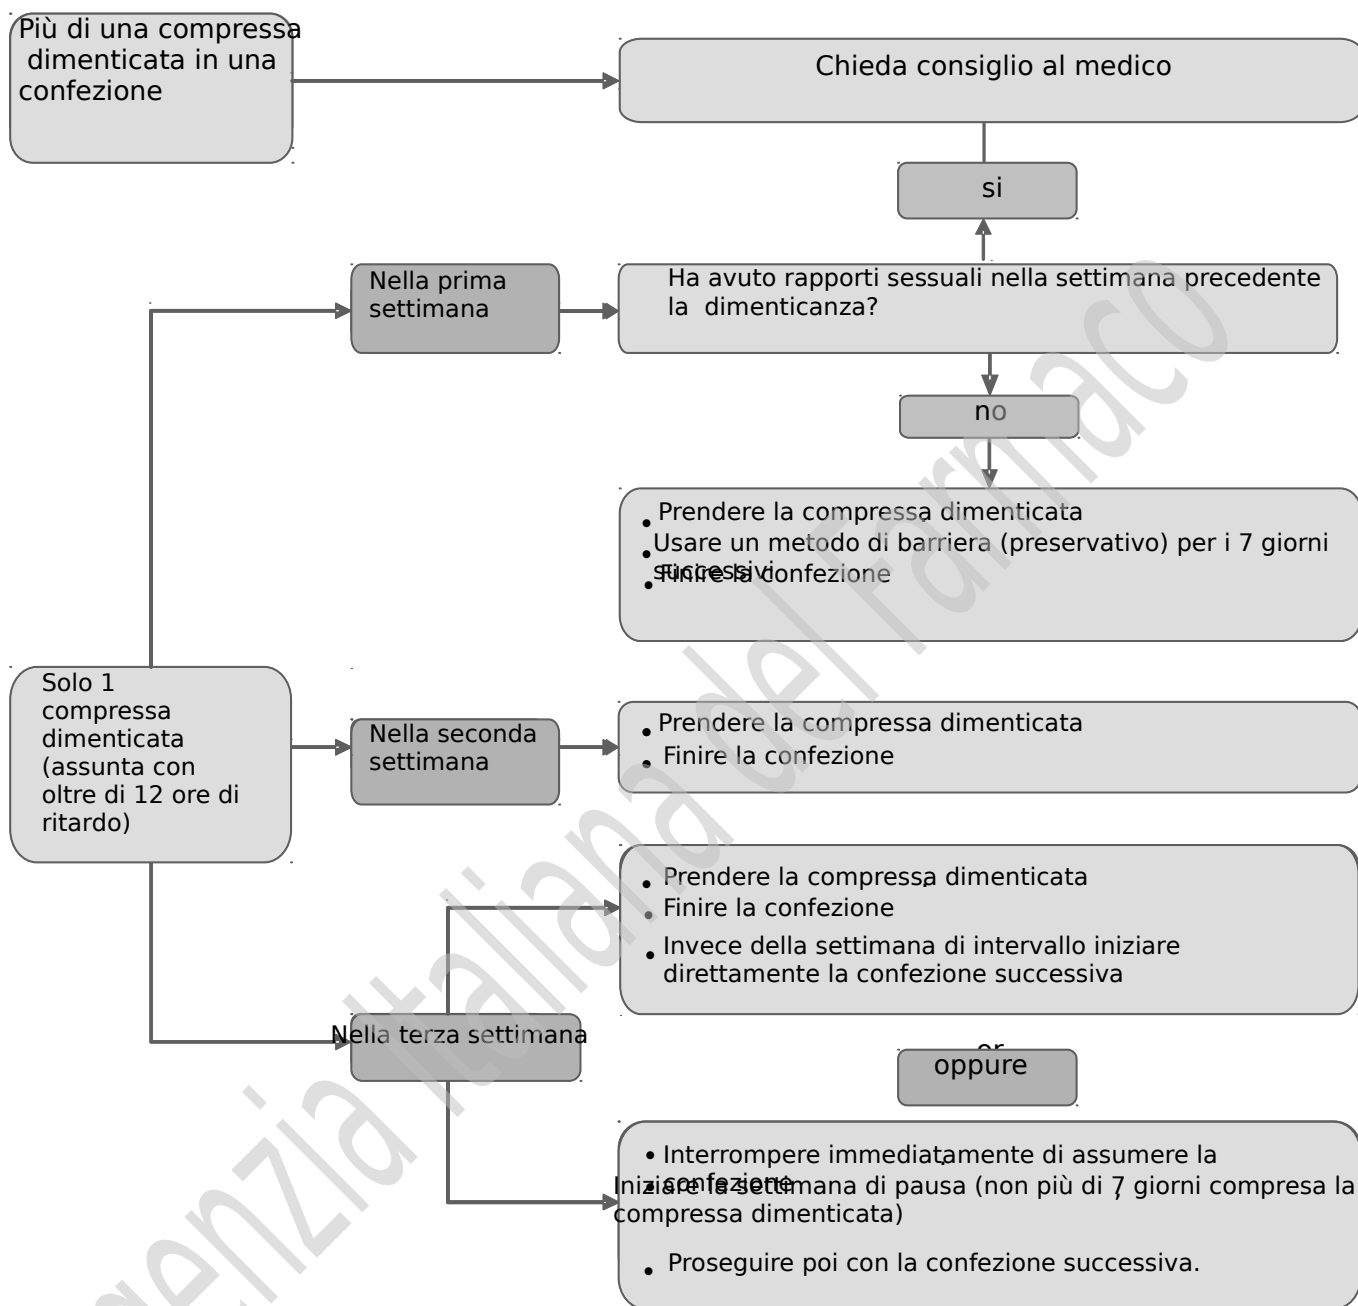 Più di una compressa
dimenticata in una
confezione
Chieda consiglio al medico
si
Nella prima
settimana
Ha avuto rapporti sessuali nella settimana precedente
la dimenticanza?
no
• Prendere la compressa dimenticata
• Usare un metodo di barriera (preservativo) per i 7 giorni
successivi
• Finire la confezione
Solo 1
compressa
dimenticata
(assunta con
oltre di 12 ore di
ritardo)
Nella seconda
settimana
• Prendere la compressa dimenticata
• Finire la confezione
• Prendere la compressa dimenticata
• Finire la confezione
• Invece della settimana di intervallo iniziare
direttamente la confezione successiva
Nella terza settimana
or
oppure
• Interrompere immediatamente di assumere la
confezione
• Iniziare la settimana di pausa (non più di 7 giorni compresa la
compressa dimenticata)
• Proseguire poi con la confezione successiva.
genzia Italiana del Farmaco